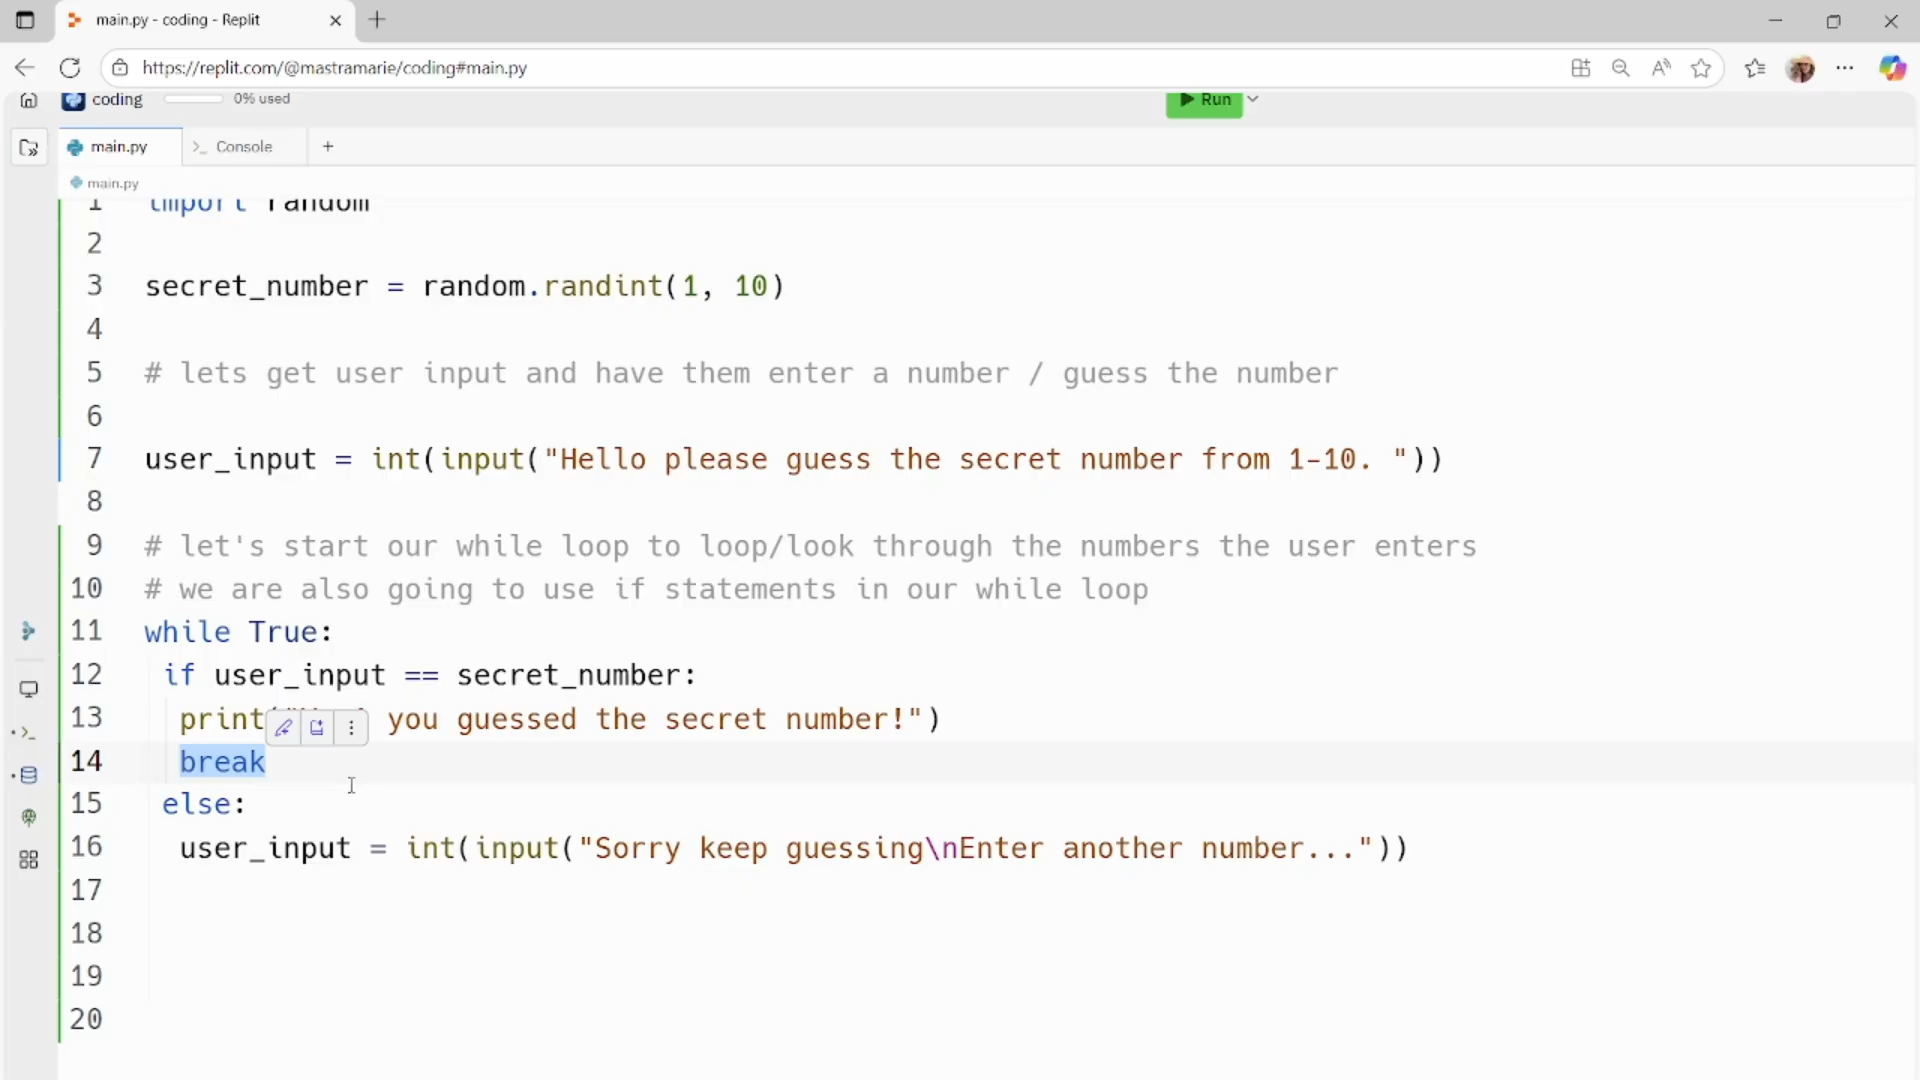 main.py - coding - Replit
https://replit.com/@mastramarie/coding#main.py
coding 0% used Run
main.py Console
main.py
1 import random
2
3 secret_number = random.randint(1, 10)
4
5 # lets get user input and have them enter a number / guess the number
6
7 user_input = int(input("Hello please guess the secret number from 1-10. "))
8
9 # let's start our while loop to loop/look through the numbers the user enters
10 # we are also going to use if statements in our while loop
11 while True:
12 if user_input == secret_number:
13 print( you guessed the secret number!")
14 break
15 else:
16 user_input = int(input("Sorry keep guessing\nEnter another number..."))
17
18
19
20